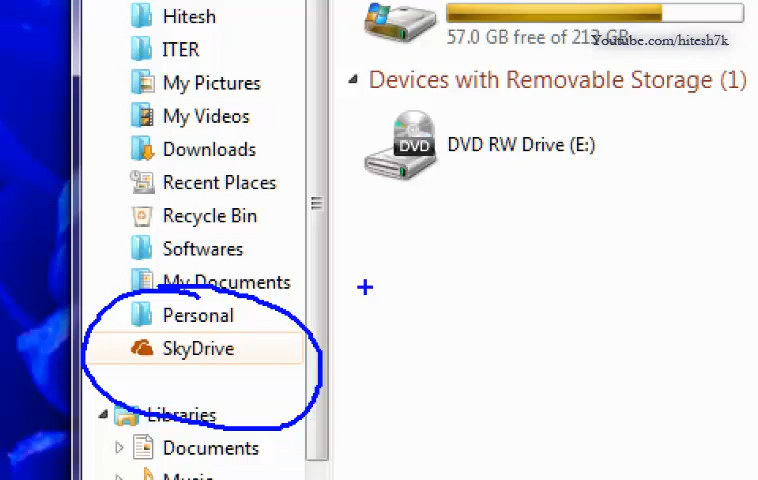 Hitesh
ITER
My Pictures
My Videos
Downloads
Recent Places
Recycle Bin
Softwares
My Documents
Personal
SkyDrive
Libraries
Documents
Music
57.0 GB free of 213 GB
Youtube.com/hitesh7k
Devices with Removable Storage (1)
DVD
DVD RW Drive (E:)